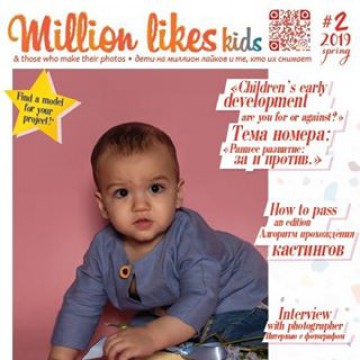 Million likes kids
& those who make their photos • дети на миллион лайков и те, кто их снимает
#2
2019
spring
Find a model
for your
project!*
«Children's early
development
are you for or against?»
Тема номера:
«Раннее развитие:
за и против.»
How to pass
an edition
Алгоритм прохождения
кастингов
Interview
with photographer
Интервью с фотографом